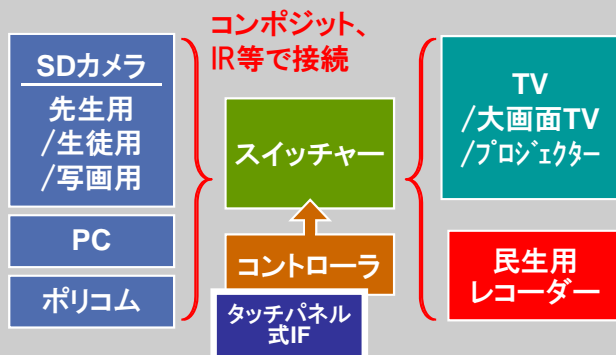 コンポジット、
IR等で接続
SDカメラ
先生用
/生徒用
/写画用
PC
ポリコム
スイッチャー
コントローラ
タッチパネル
式IF
TV
/大画面TV
/プロジェクター
民生用
レコーダー